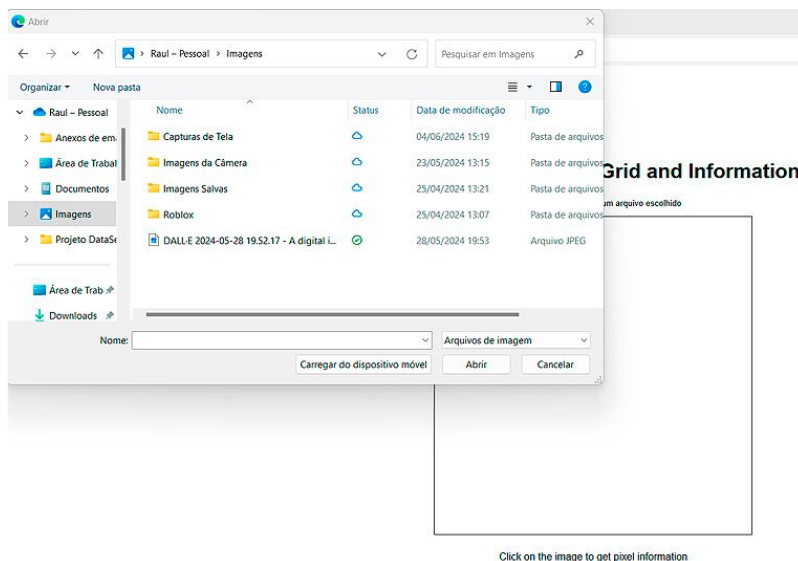 Abrir
Raul – Pessoal > Imagens
Pesquisar em Imagens
Organizar
Nova pasta
Raul – Pessoal
Anexos de em
Área de Trabal
Documentos
Imagens
Projeto DataSe
Área de Trab
Downloads
Nome Status Data de modificação Tipo
Capturas de Tela 04/06/2024 15:19 Pasta de arquivos
Imagens da Câmera 23/05/2024 13:15 Pasta de arquivos
Imagens Salvas 25/04/2024 13:21 Pasta de arquivos
Roblox 25/04/2024 13:07 Pasta de arquivos
DALL·E 2024-05-28 19.52.17 - A digital i... 28/05/2024 19:53 Arquivo JPEG
Nome:
Arquivos de imagem
Carregar do dispositivo móvel
Abrir
Cancelar
Grid and Information
um arquivo escolhido
Click on the image to get pixel information